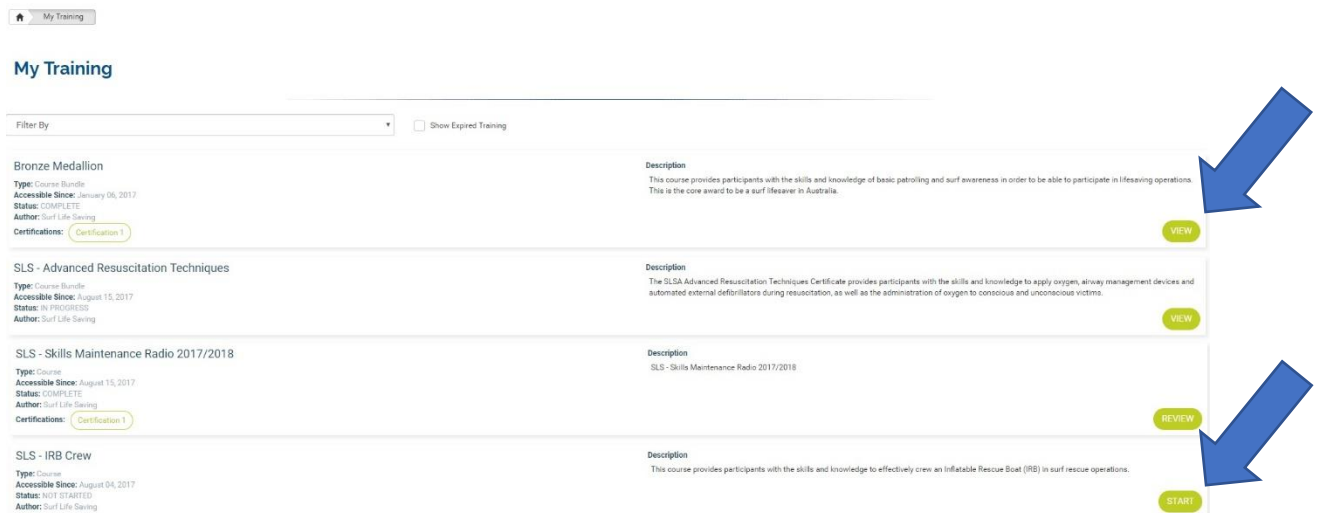 My Training
My Training
Filter By
Show Expired Training
Bronze Medallion
Type: Course Bundle
Accessible Since: January 06, 2017
Status: COMPLETE
Author: Surf Life Saving
Certifications: Certification 1
Description
This course provides participants with the skills and knowledge of basic patrolling and surf awareness in order to be able to participate in lifesaving operations.
This is the core award to be a surf lifesaver in Australia.
VIEW
SLS - Advanced Resuscitation Techniques
Type: Course Bundle
Accessible Since: August 15, 2017
Status: IN PROGRESS
Author: Surf Life Saving
Description
The SLSA Advanced Resuscitation Techniques Certificate provides participants with the skills and knowledge to apply oxygen, airway management devices and
automated external defibrillators during resuscitation, as well as the administration of oxygen to conscious and unconscious victims.
VIEW
SLS - Skills Maintenance Radio 2017/2018
Type: Course
Accessible Since: August 15, 2017
Status: COMPLETE
Author: Surf Life Saving
Certifications: Certification 1
Description
SLS - Skills Maintenance Radio 2017/2018
REVIEW
SLS - IRB Crew
Type: Course
Accessible Since: August 04, 2017
Status: NOT STARTED
Author: Surf Life Saving
Description
This course provides participants with the skills and knowledge to effectively crew an Inflatable Rescue Boat (IRB) in surf rescue operations.
START